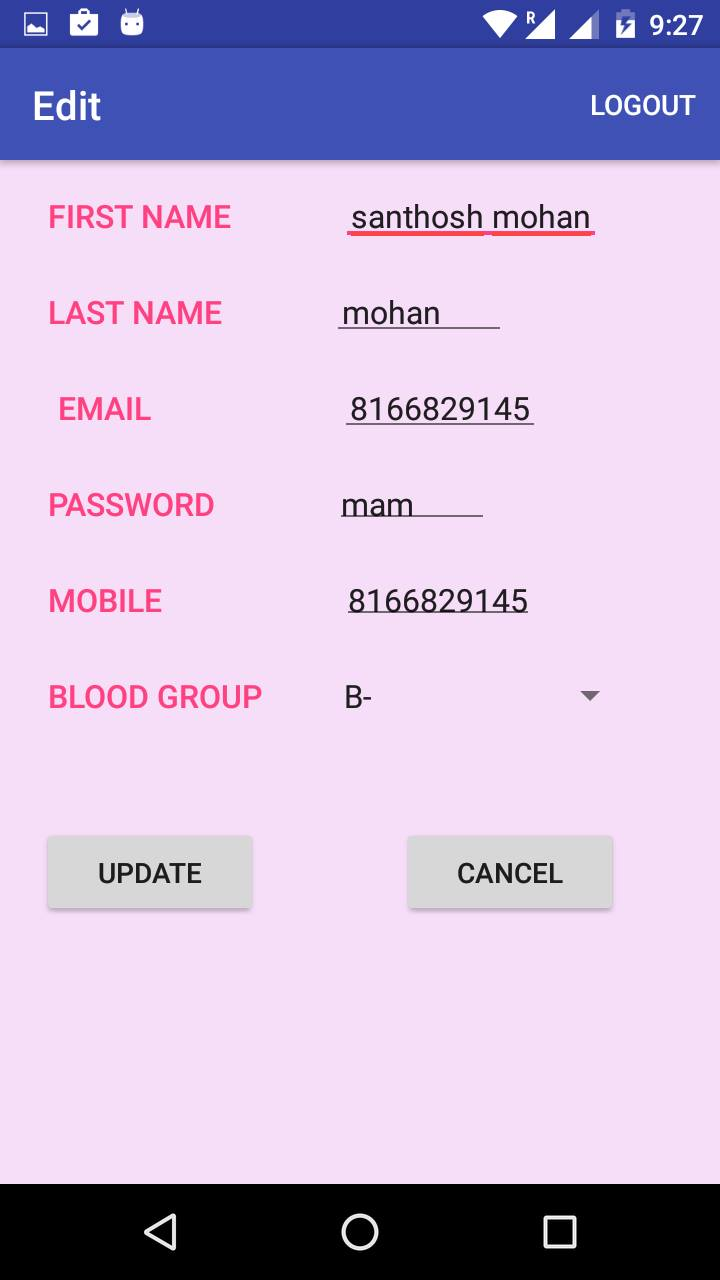 R 9:27
Edit LOGOUT
FIRST NAME santhosh mohan
LAST NAME mohan
EMAIL 8166829145
PASSWORD mam
MOBILE 8166829145
BLOOD GROUP B-
UPDATE CANCEL